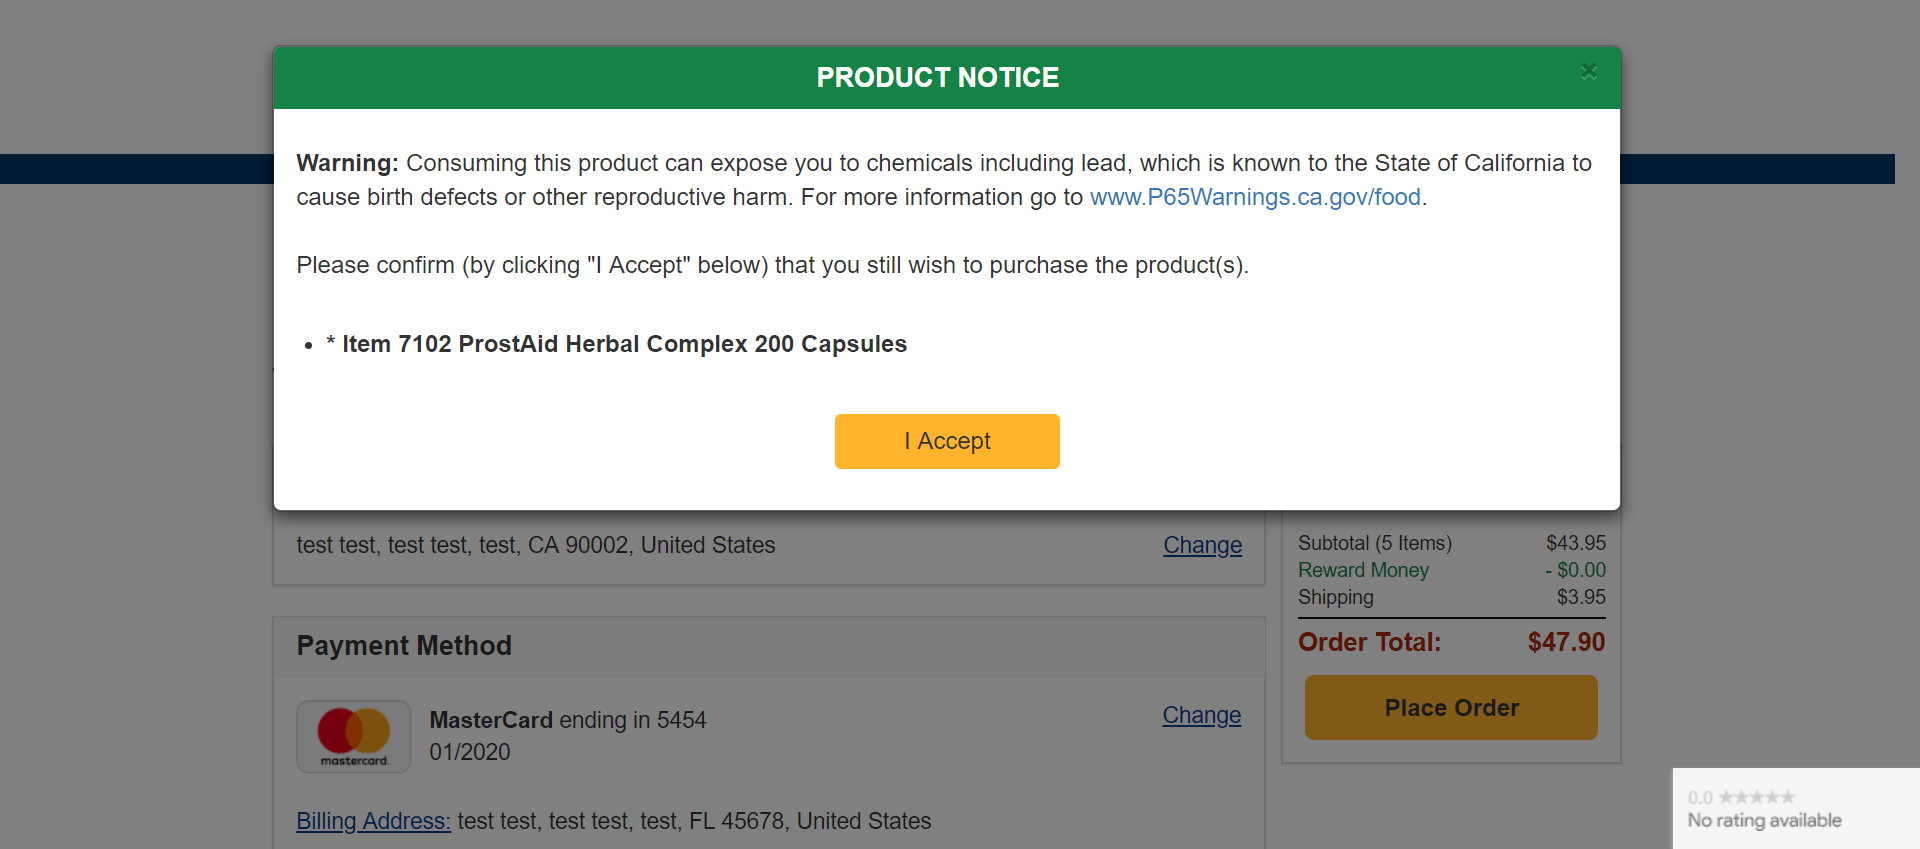 PRODUCT NOTICE
×
Warning: Consuming this product can expose you to chemicals including lead, which is known to the State of California to
cause birth defects or other reproductive harm. For more information go to www.P65Warnings.ca.gov/food.
Please confirm (by clicking "I Accept" below) that you still wish to purchase the product(s).
• * Item 7102 ProstAid Herbal Complex 200 Capsules
I Accept
test test, test test, test, CA 90002, United States
Change
Payment Method
mastercard.
MasterCard ending in 5454
01/2020
Change
Billing Address: test test, test test, test, FL 45678, United States
Subtotal (5 Items) $43.95
Reward Money - $0.00
Shipping $3.95
Order Total: $47.90
Place Order
0.0 ★★★★★
No rating available